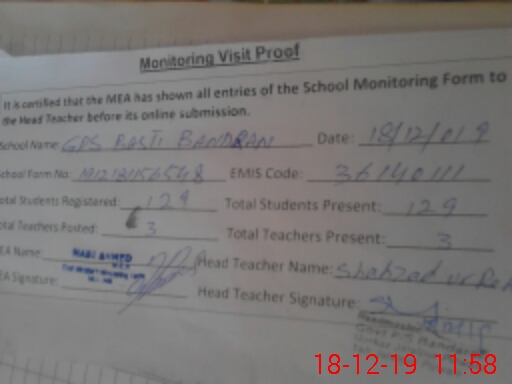 Monitoring Visit Proof
It is certified that the MEA has shown all entries of the School Monitoring Form to
the Head Teacher before its online submission.
School Name: GPS BASTI BANDRAN Date: 18/12/019
School Form No: EMIS Code: 36140111
Total Students Registered: 129 Total Students Present: 129
Total Teachers Posted: 3 Total Teachers Present: 3
MEA Name: Head Teacher Name: Shahzad ur
MEA Signature: Head Teacher Signature:
Headmaster
18-12-19 11:58